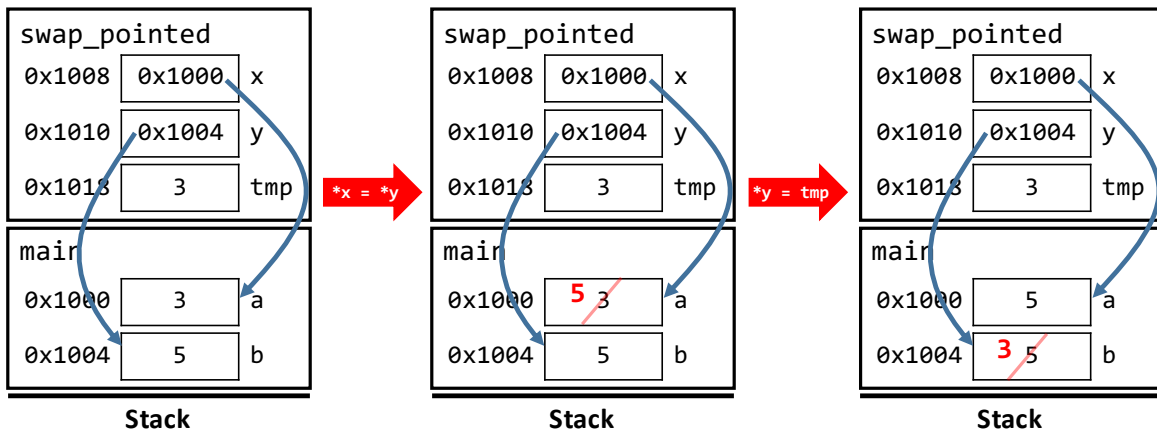 swap_pointed
0x1008 0x1000 x
0x1010 0x1004 y
0x1018 3 tmp
main
0x1000 3 a
0x1004 5 b
Stack
*x = *y
swap_pointed
0x1008 0x1000 x
0x1010 0x1004 y
0x1018 3 tmp
main
0x1000 5 3 a
0x1004 5 b
Stack
*y = tmp
swap_pointed
0x1008 0x1000 x
0x1010 0x1004 y
0x1018 3 tmp
main
0x1000 5 a
0x1004 3 5 b
Stack